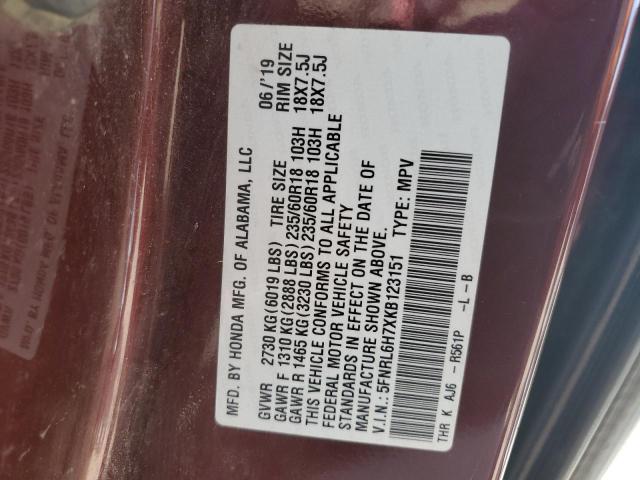 MFD. BY HONDA MFG. OF ALABAMA, LLC 06/'19
GVWR 2730 KG(6019 LBS) TIRE SIZE RIM SIZE
GAWR F 1310 KG(2888 LBS)235/60R18 103H 18X7.5J
GAWR R 1465 KG(3230 LBS)235/60R18 103H 18X7.5J
THIS VEHICLE CONFORMS TO ALL APPLICABLE
FEDERAL MOTOR VEHICLE SAFETY
STANDARDS IN EFFECT ON THE DATE OF
MANUFACTURE SHOWN ABOVE.
V.I.N.: 5FNRL6H7XKB123151 TYPE: MPV
THR K AJ6 - R561P -L-B